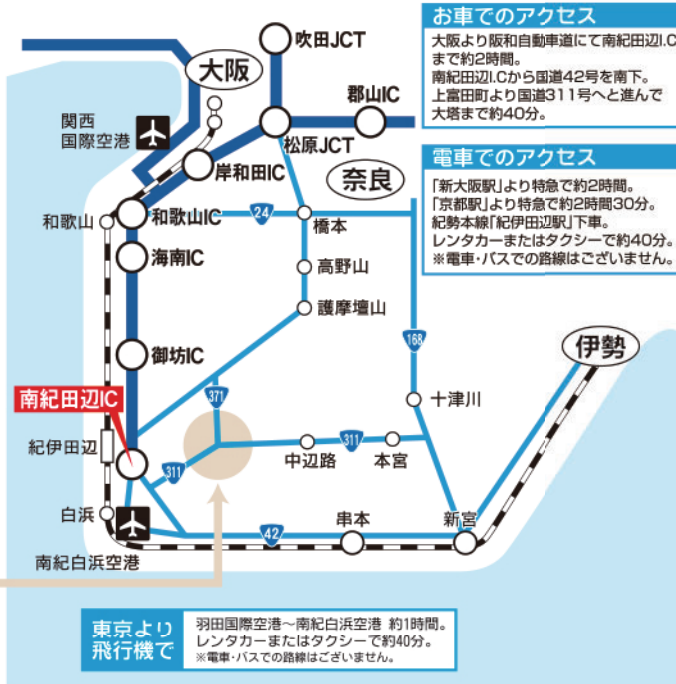 お車でのアクセス
大阪より阪和自動車道にて南紀田辺I.C
まで約2時間。
南紀田辺I.Cから国道42号を南下。
上富田町より国道311号へと進んで
大塔まで約40分。
電車でのアクセス
「新大阪駅」より特急で約2時間。
「京都駅」より特急で約2時間30分。
紀勢本線「紀伊田辺駅」下車。
レンタカーまたはタクシーで約40分。
※電車・バスでの路線はございません。
吹田JCT
大阪
郡山IC
関西
国際空港
松原JCT
岸和田IC
奈良
和歌山
和歌山IC
24
橋本
海南IC
高野山
護摩壇山
168
御坊IC
伊勢
371
南紀田辺IC
十津川
紀伊田辺
311
中辺路
311
本宮
白浜
南紀白浜空港
42
串本
新宮
東京より
飛行機で
羽田国際空港〜南紀白浜空港 約1時間。
レンタカーまたはタクシーで約40分。
※電車・バスでの路線はございません。